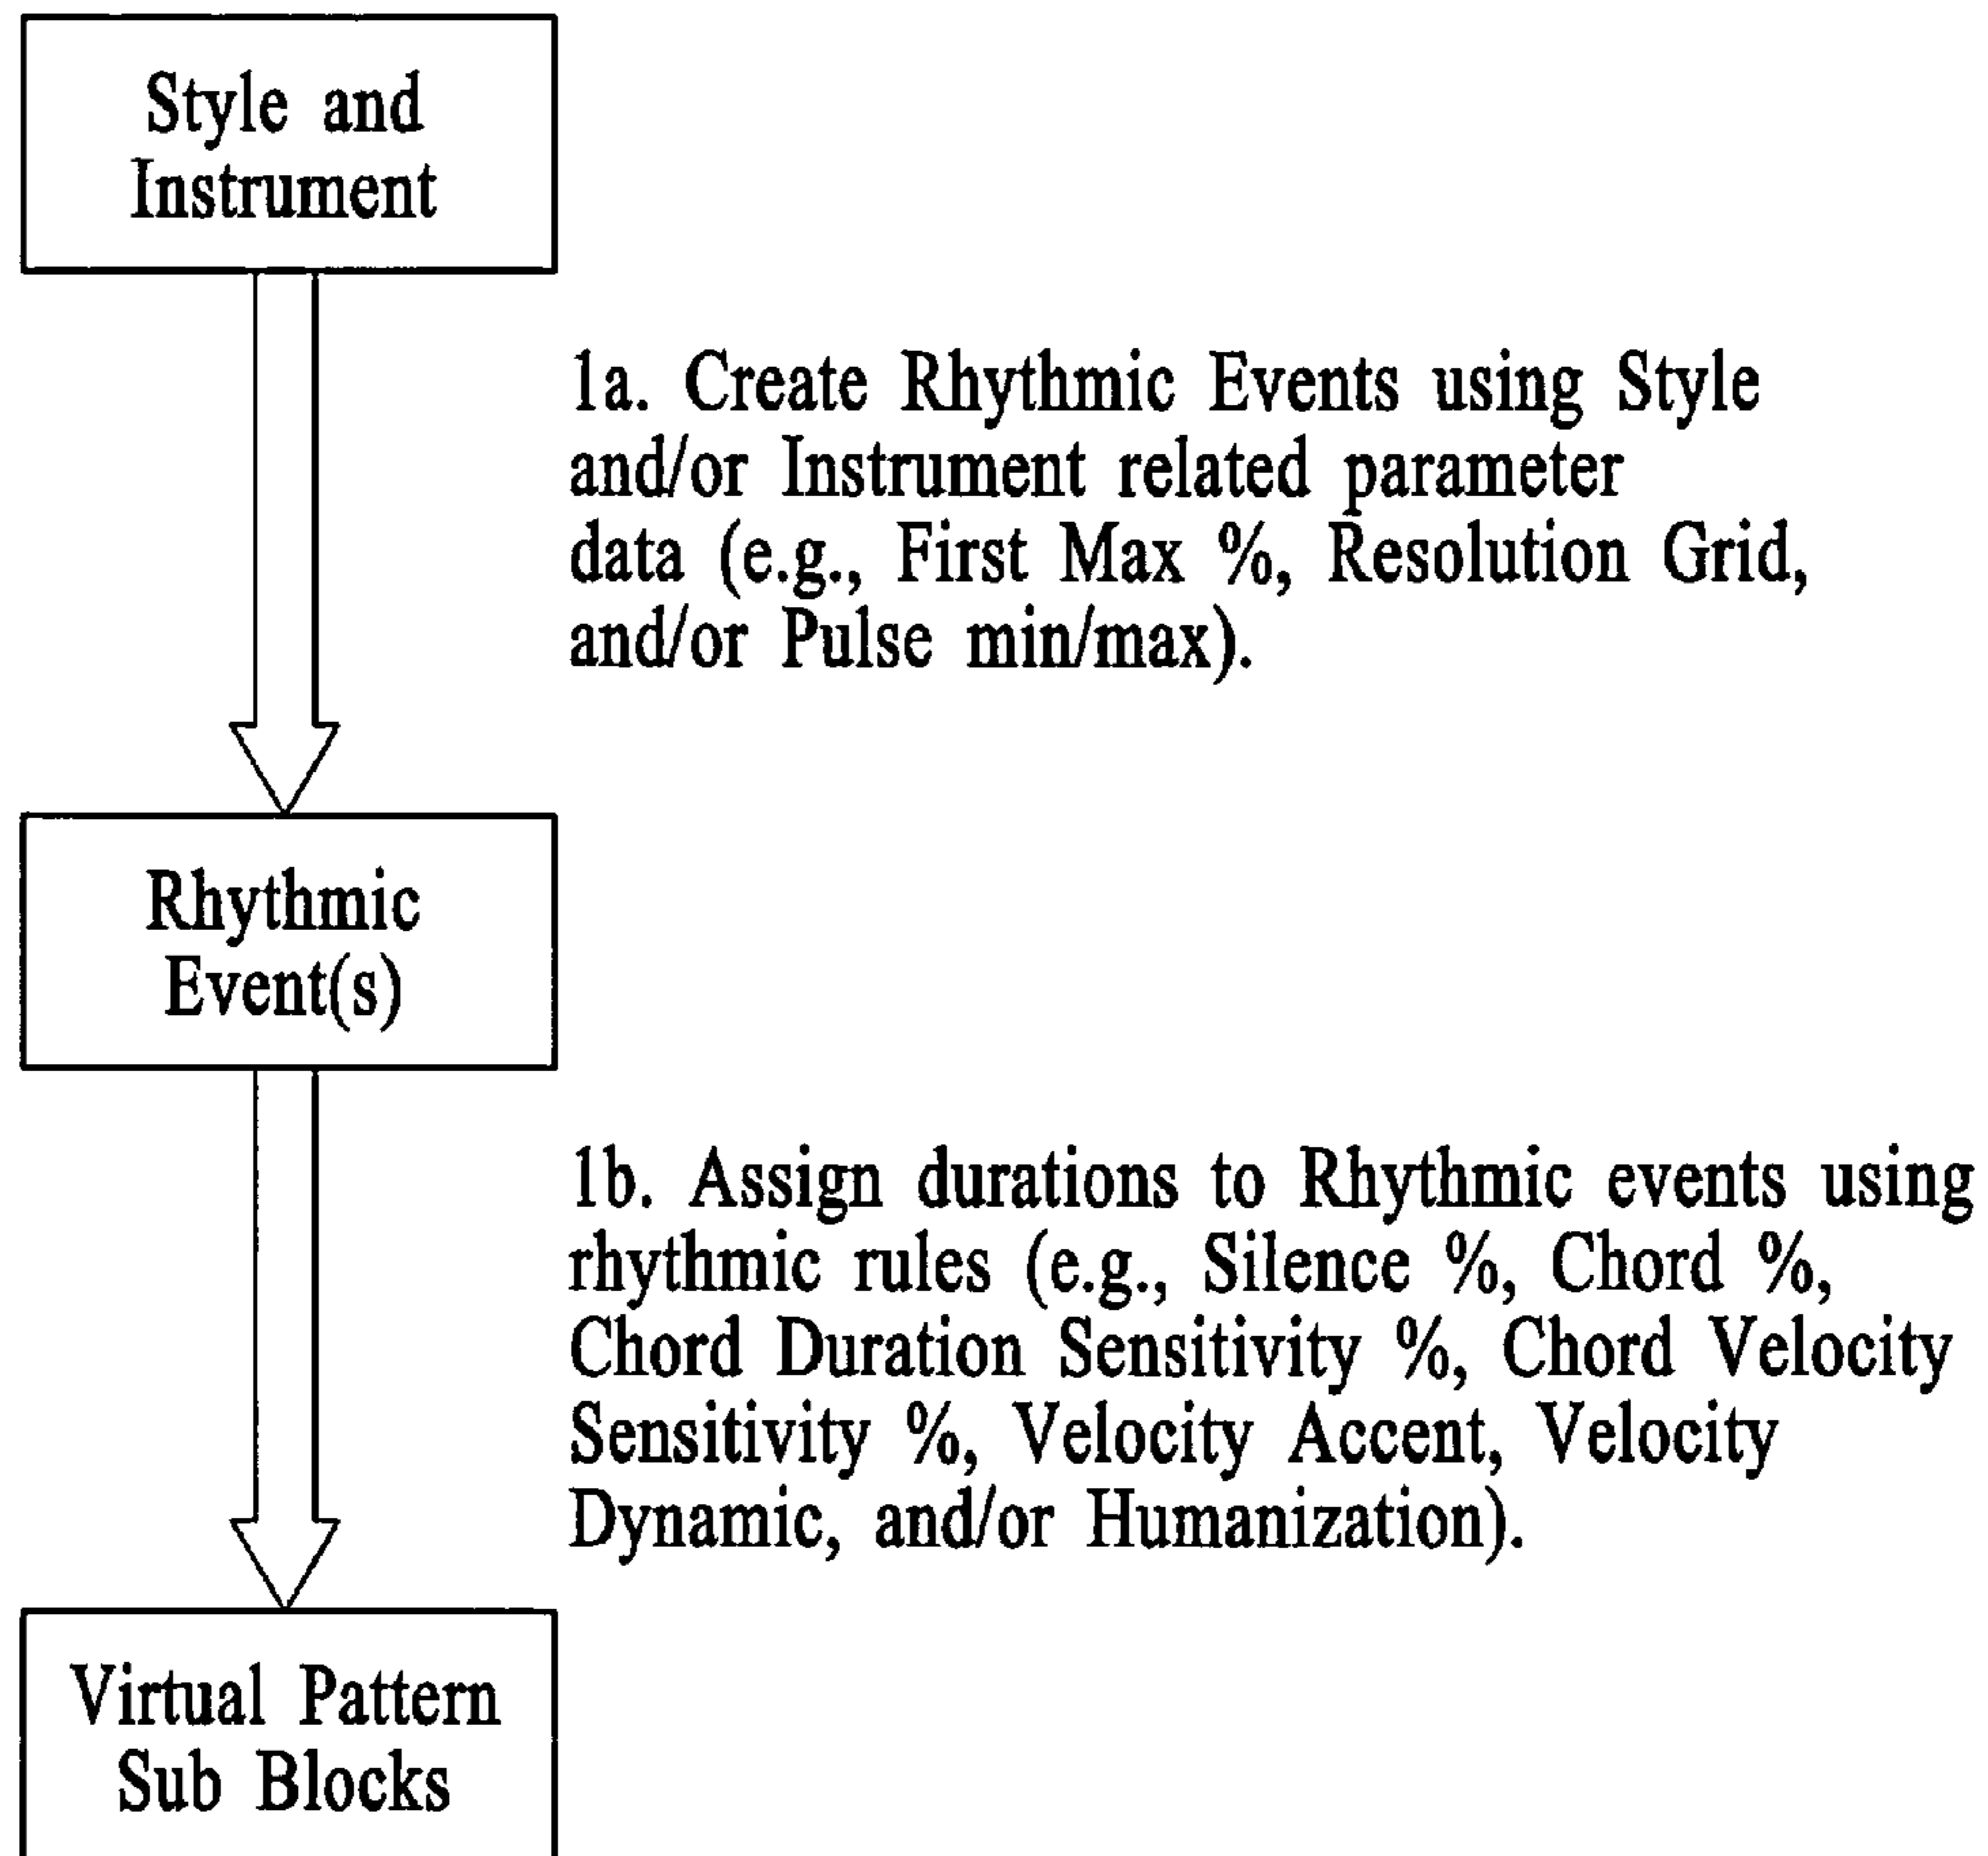 Style and
Instrument
1a. Create Rhythmic Events using Style
and/or Instrument related parameter
data (e.g., First Max %, Resolution Grid,
and/or Pulse min/max).
Rhythmic
Event(s)
1b. Assign durations to Rhythmic events using
rhythmic rules (e.g., Silence %, Chord %,
Chord Duration Sensitivity %, Chord Velocity
Sensitivity %, Velocity Accent, Velocity
Dynamic, and/or Humanization).
Virtual Pattern
Sub Blocks